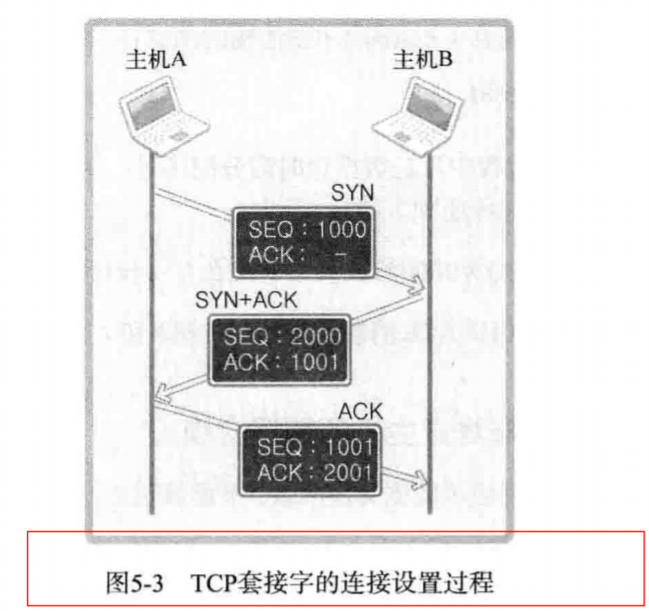 主机A
主机B
SYN
SEQ：1000
ACK： –
SYN+ACK
SEQ：2000
ACK：1001
ACK
SEQ：1001
ACK：2001
图5-3 TCP套接字的连接设置过程